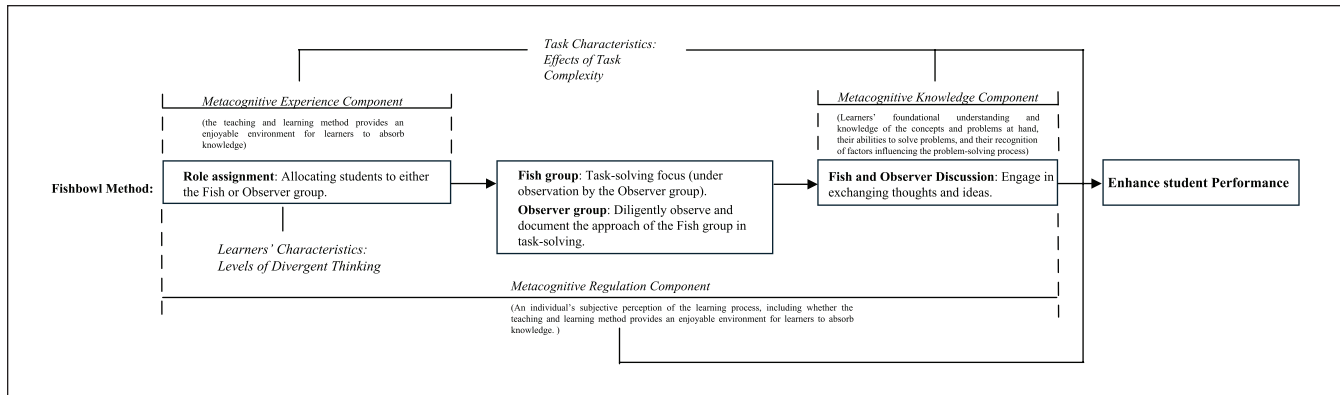 Task Characteristics:
Effects of Task
Complexity
Metacognitive Experience Component
(the teaching and learning method provides an
enjoyable environment for learners to absorb
knowledge)
Metacognitive Knowledge Component
(Learners' foundational understanding and
knowledge of the concepts and problems at hand,
their abilities to solve problems, and their recognition
of factors influencing the problem-solving process)
Fishbowl Method:
Role assignment: Allocating students to either
the Fish or Observer group.
Fish group: Task-solving focus (under
observation by the Observer group).
Observer group: Diligently observe and
document the approach of the Fish group in
task-solving.
Fish and Observer Discussion: Engage in
exchanging thoughts and ideas.
Enhance student Performance
Learners' Characteristics:
Levels of Divergent Thinking
Metacognitive Regulation Component
(An individual's subjective perception of the learning process, including whether the
teaching and learning method provides an enjoyable environment for learners to absorb
knowledge. )